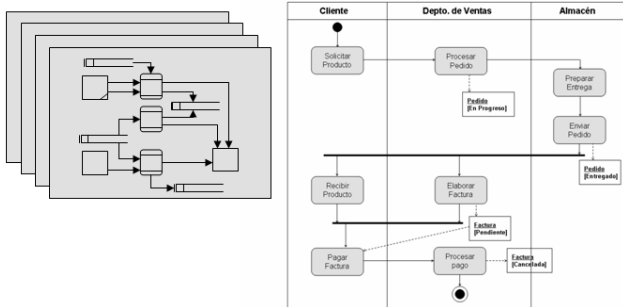 Cliente
Depto. de Ventas
Almacén
Solicitar
Producto
Procesar
Pedido
Preparar
Entrega
Pedido
[En Progreso]
Enviar
Pedido
Pedido
[Entregado]
Recibir
Producto
Elaborar
Factura
Factura
[Pendiente]
Pagar
Factura
Procesar
pago
Factura
[Cancelada]